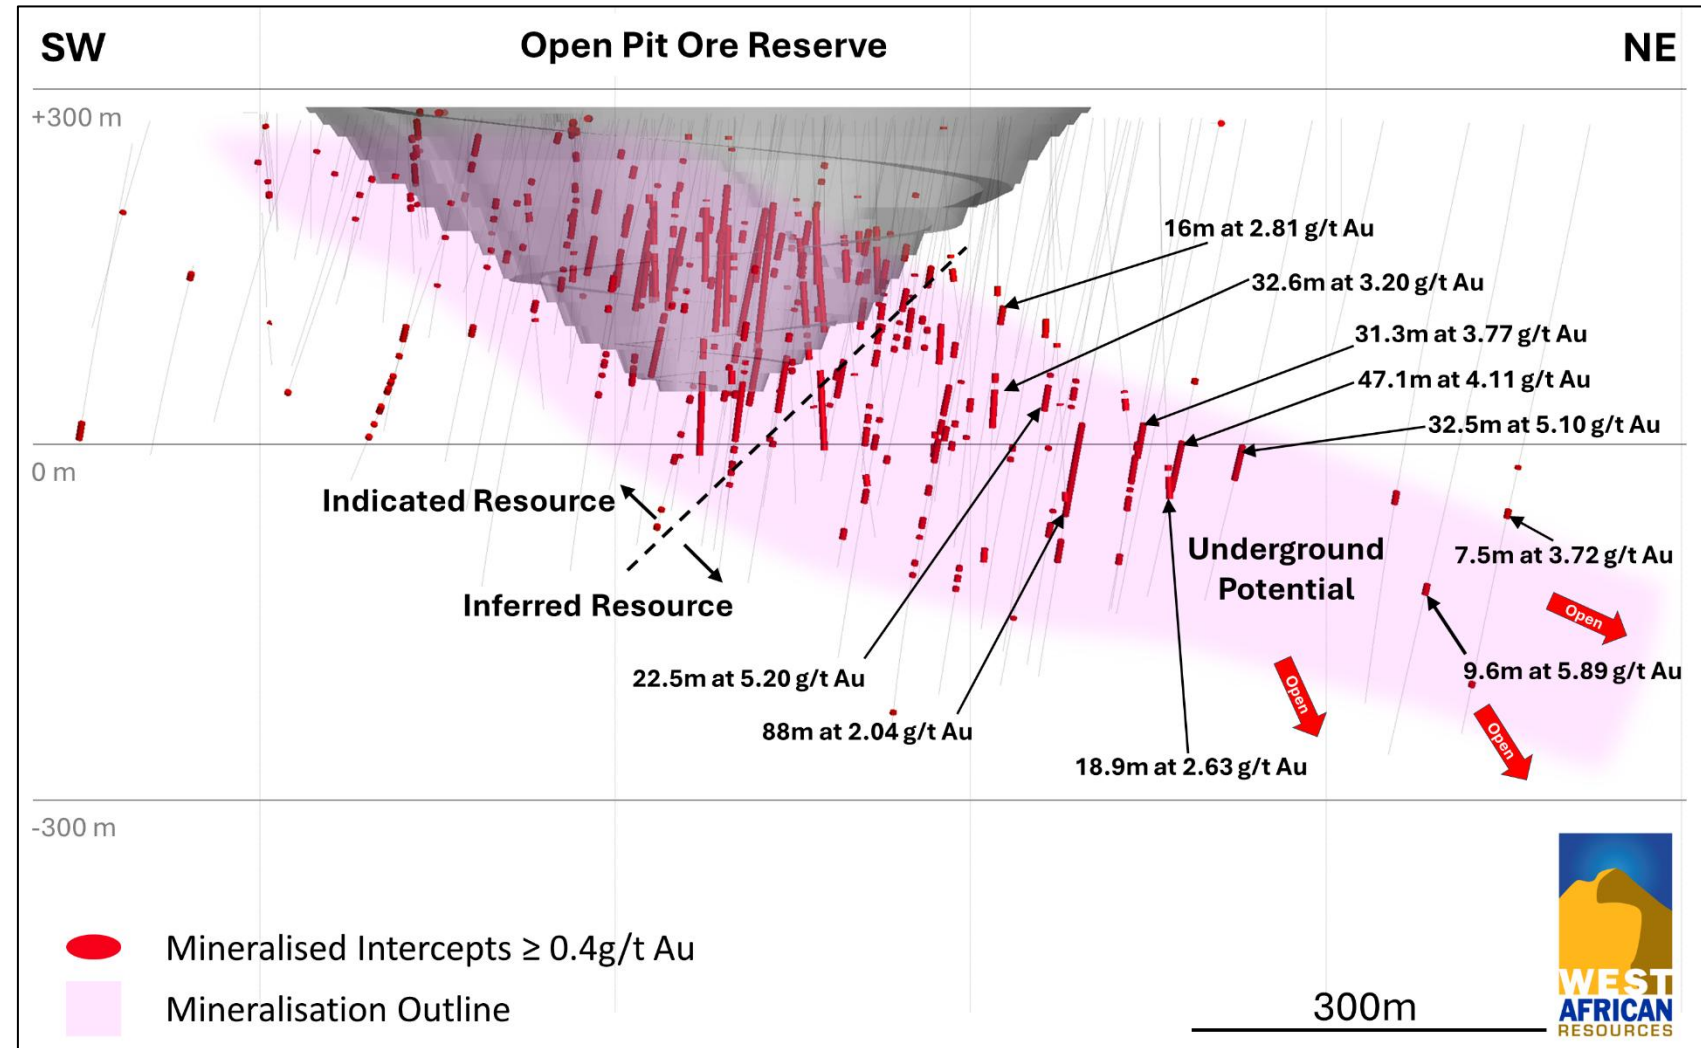 SW
Open Pit Ore Reserve
NE
+300 m
16m at 2.81 g/t Au
32.6m at 3.20 g/t Au
31.3m at 3.77 g/t Au
47.1m at 4.11 g/t Au
32.5m at 5.10 g/t Au
0 m
Indicated Resource
Inferred Resource
Underground
Potential
7.5m at 3.72 g/t Au
Open
9.6m at 5.89 g/t Au
22.5m at 5.20 g/t Au
Open
Open
88m at 2.04 g/t Au
18.9m at 2.63 g/t Au
-300 m
Mineralised Intercepts ≥ 0.4g/t Au
Mineralisation Outline
300m
WEST
AFRICAN
RESOURCES